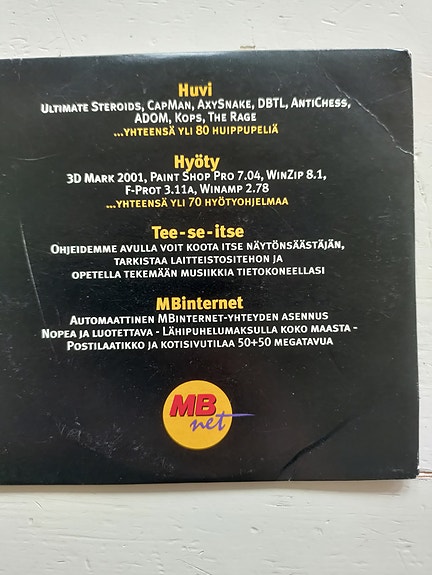 Huvi
Ultimate Steroids, CapMan, AxySnake, DBTL, AntiChess,
ADOM, Kops, The Rage
...yhteensä yli 80 huippupeliä
Hyöty
3D Mark 2001, Paint Shop Pro 7.04, WinZip 8.1,
F-Prot 3.11a, Winamp 2.78
...yhteensä yli 70 hyötyohjelmaa
Tee-se-itse
Ohjeidemme avulla voit koota itse näytönsäästäjän,
tarkistaa laitteistositehon ja
opetella tekemään musiikkia tietokoneellasi
MBinternet
Automaattinen MBinternet-yhteyden asennus
Nopea ja luotettava - Lähipuhelumaksulla koko maasta -
Postilaatikko ja kotisivutilaa 50+50 megatavua
MB
net